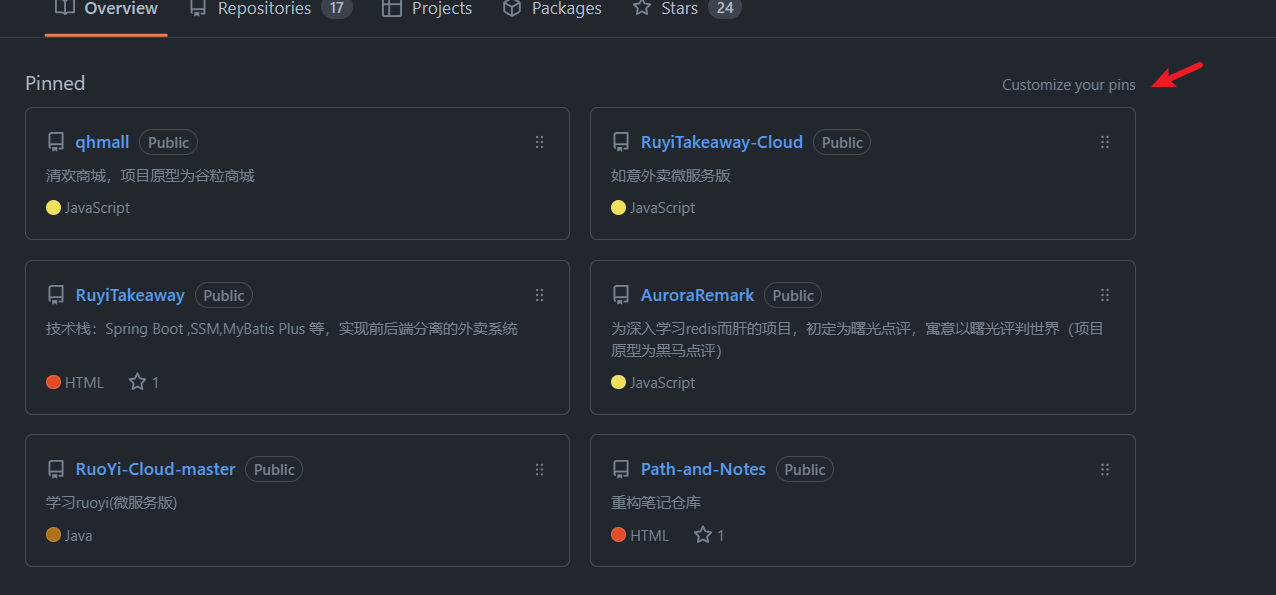 Overview Repositories 17 Projects Packages Stars 24
Pinned
Customize your pins
qhmall Public
清欢商城，项目原型为谷粒商城
JavaScript
RuyiTakeaway-Cloud Public
如意外卖微服务版
JavaScript
RuyiTakeaway Public
技术栈：Spring Boot ,SSM,MyBatis Plus 等，实现前后端分离的外卖系统
HTML 1
AuroraRemark Public
为深入学习redis而肝的项目，初定为曙光点评，寓意以曙光评判世界（项目
原型为黑马点评）
JavaScript
RuoYi-Cloud-master Public
学习ruoyi(微服务版)
Java
Path-and-Notes Public
重构笔记仓库
HTML 1